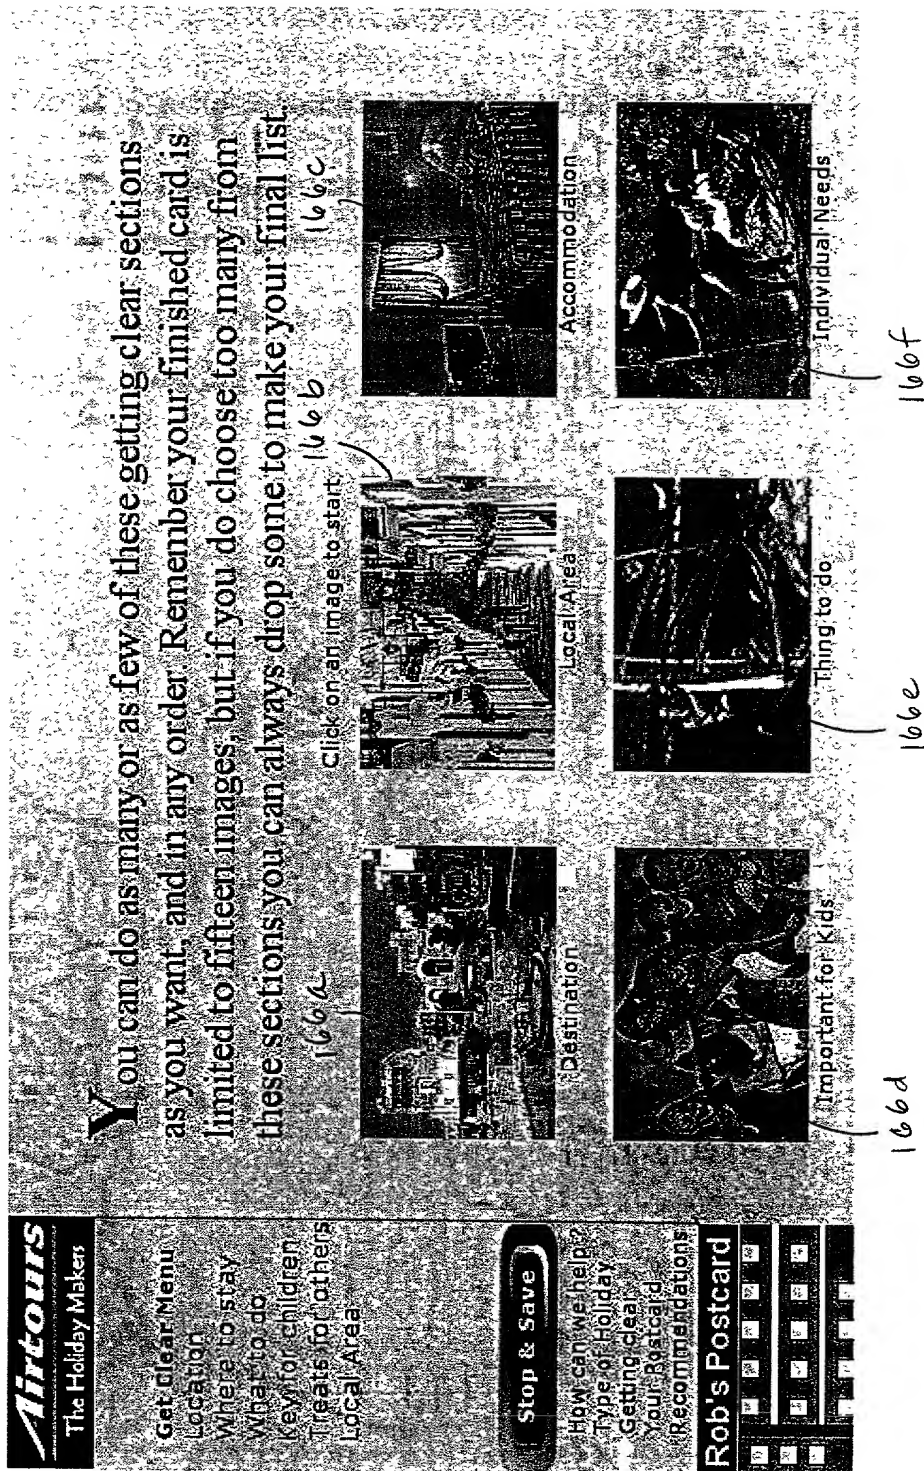 Airtours
The Holiday Makers
Get Clear Menu
Location
Where to stay
What to do
Key for children
Treats for others
Local Area
Stop & Save
How can we help?
Type of Holiday
Getting clear
Your Postcard
Recommendations
Rob's Postcard
You can do as many or as few of these getting clear sections
as you want, and in any order. Remember your finished card is
limited to fifteen images, but if you do choose too many from
these sections you can always drop some to make your final list.
Click on an image to start
166a
166b
166c
Destination
Local Area
Accommodation
Important for Kids
Thing to do
Individual Needs
166d
166e
166f